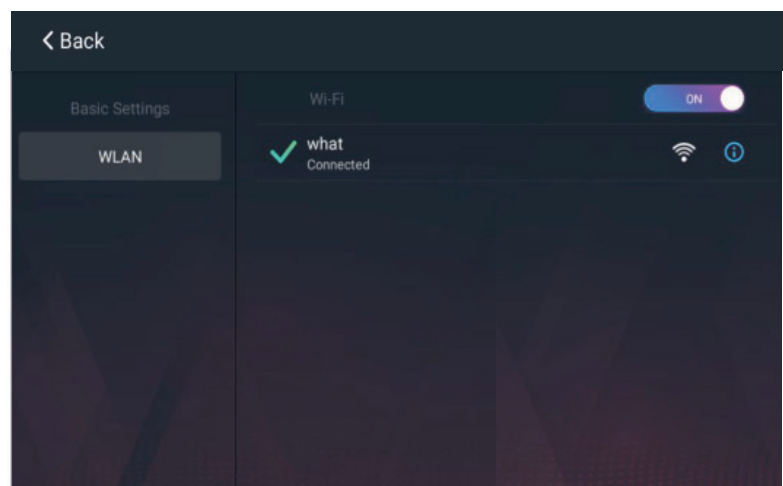 Back
Basic Settings
WLAN
Wi-Fi
ON
what
Connected